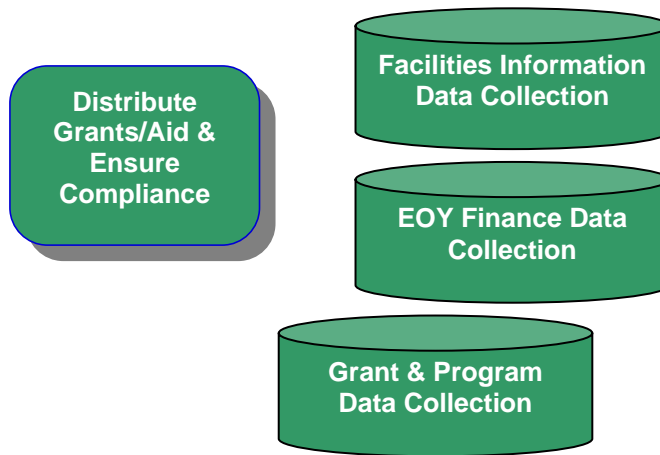 Distribute
Grants/Aid &
Ensure
Compliance
Facilities Information
Data Collection
EOY Finance Data
Collection
Grant & Program
Data Collection